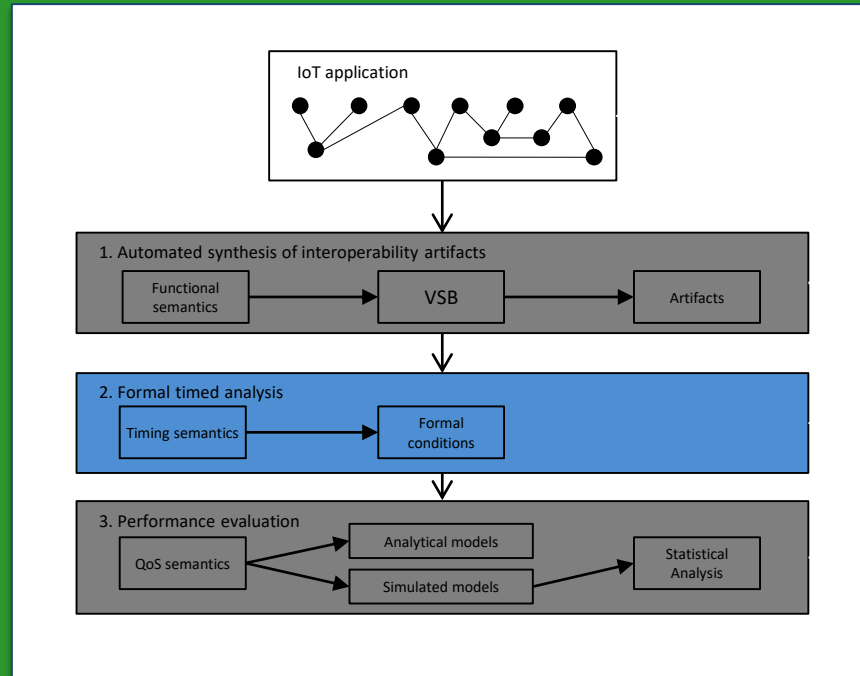 IoT application
1. Automated synthesis of interoperability artifacts
Functional
semantics
VSB
Artifacts
2. Formal timed analysis
Timing semantics
Formal
conditions
3. Performance evaluation
QoS semantics
Analytical models
Simulated models
Statistical
Analysis